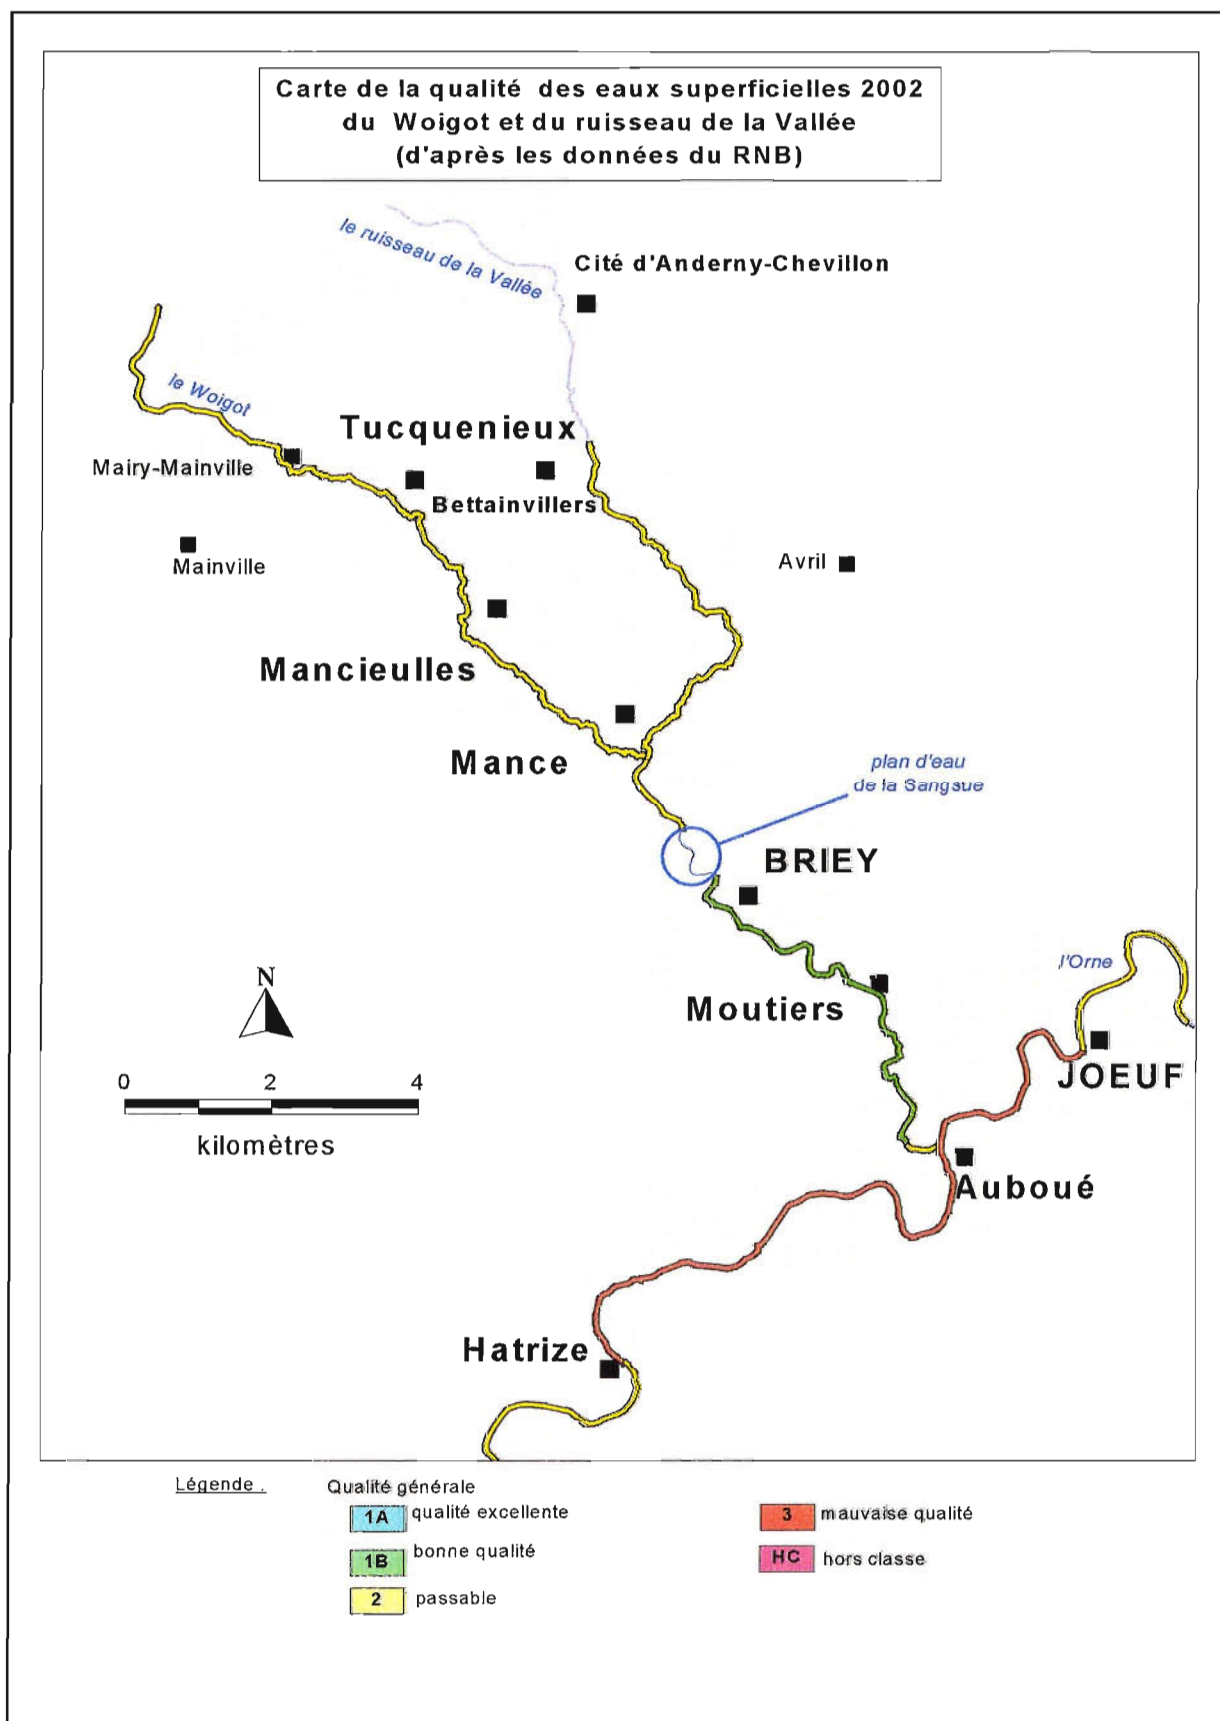 Carte de la qualité des eaux superficielles 2002
du Woigot et du ruisseau de la Vallée
(d'après les données du RNB)
le ruisseau de la Vallée
Cité d'Anderny-Chevillon
le Woigot
Tucquenieux
Mairy-Mainville
Bettainvillers
Mainville
Avril
Mancieulles
Mance
plan d'eau
de la Sangsue
BRIEY
l'Orne
Moutiers
N
JOEUF
0 2 4
kilomètres
Auboué
Hatrize
Légende .
Qualité générale
1A qualité excellente
3 mauvaise qualité
1B bonne qualité
HC hors classe
2 passable